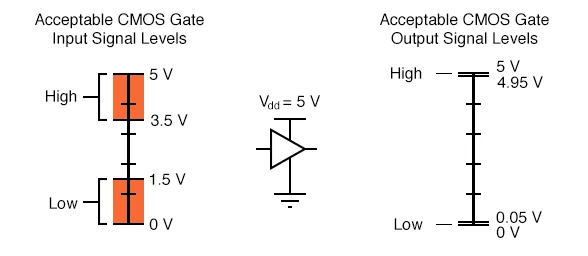 Acceptable CMOS Gate
Input Signal Levels
High
5 V
3.5 V
Low
1.5 V
0 V
Vdd = 5 V
Acceptable CMOS Gate
Output Signal Levels
High
5 V
4.95 V
Low
0.05 V
0 V